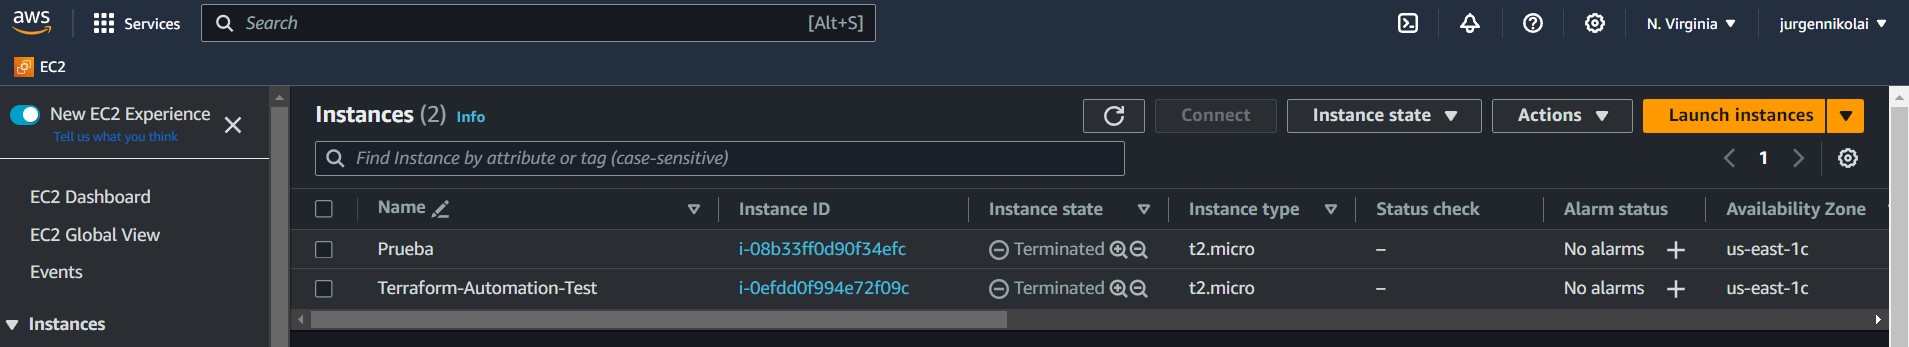 aws
Services
Search
[Alt+S]
N. Virginia
jurgennikolai
EC2
New EC2 Experience
Tell us what you think
EC2 Dashboard
EC2 Global View
Events
Instances
Instances (2) Info
Connect
Instance state
Actions
Launch instances
Find Instance by attribute or tag (case-sensitive)
1
Name Instance ID Instance state Instance type Status check Alarm status Availability Zone
Prueba i-08b33ff0d90f34efc Terminated t2.micro – No alarms + us-east-1c
Terraform-Automation-Test i-0efdd0f994e72f09c Terminated t2.micro – No alarms + us-east-1c